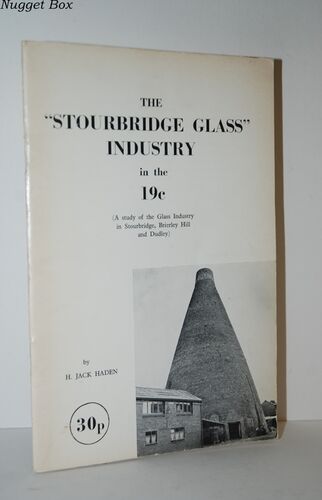 Nugget Box
THE
"STOURBRIDGE GLASS"
INDUSTRY
in the
19c
(A study of the Glass Industry
in Stourbridge, Brierley Hill
and Dudley)
by
H. JACK HADEN
30p